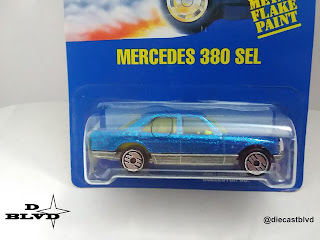 METAL
FLAKE
PAINT
MERCEDES 380 SEL
D
BLVD
@diecastblvd